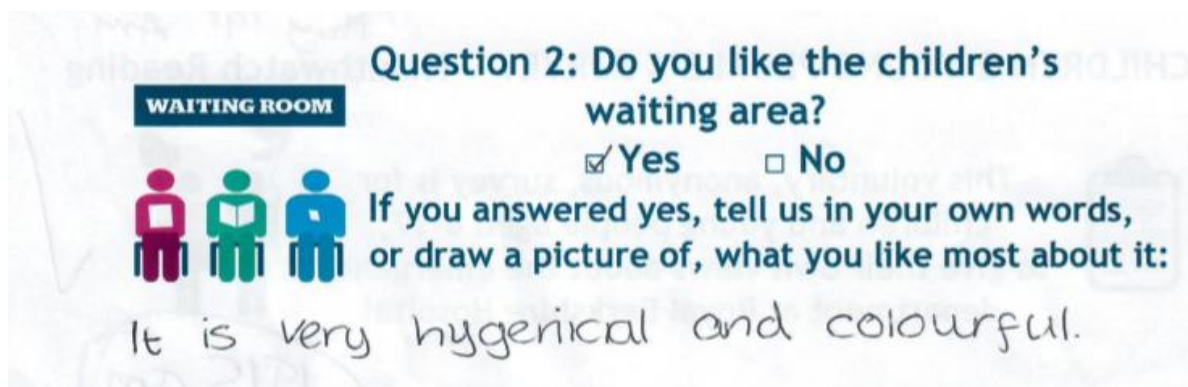 Question 2: Do you like the children's
WAITING ROOM
waiting area?
☑ Yes ☐ No
If you answered yes, tell us in your own words,
or draw a picture of, what you like most about it:
It is very hygenical and colourful.